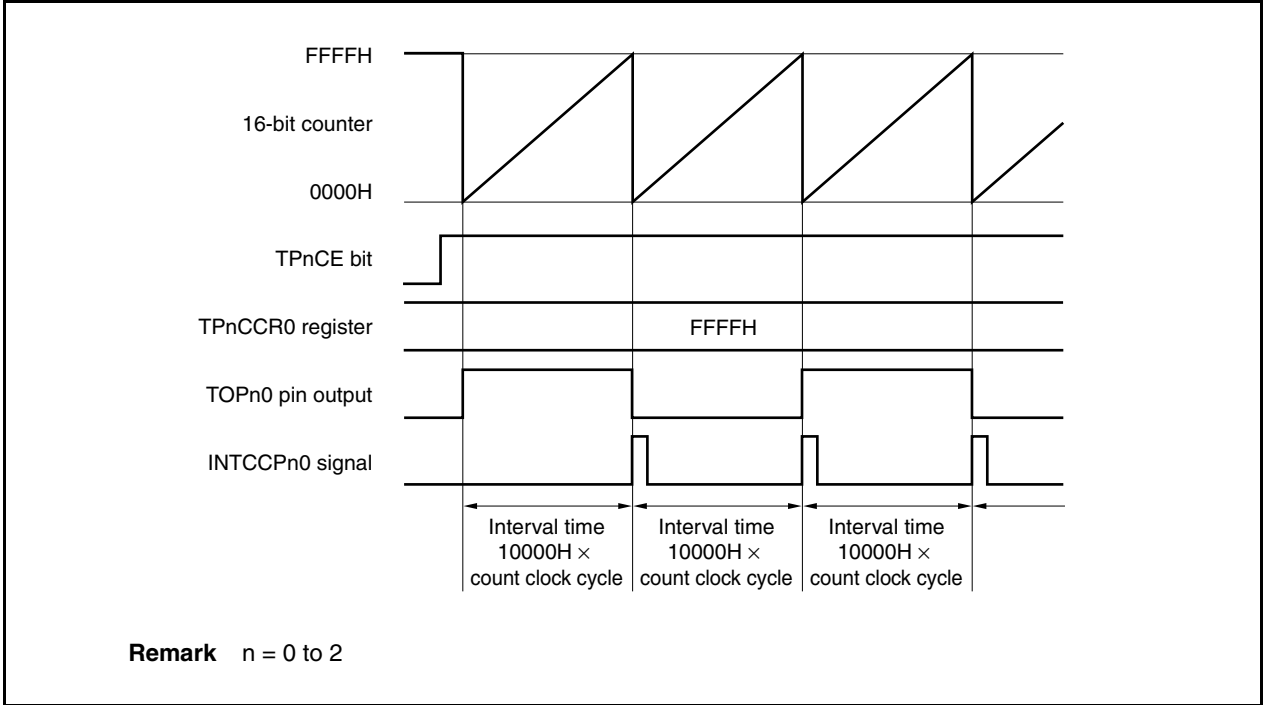 FFFFH
16-bit counter
0000H
TPnCE bit
TPnCCR0 register
FFFFH
TOPn0 pin output
INTCCPn0 signal
Interval time
10000H ×
count clock cycle
Interval time
10000H ×
count clock cycle
Interval time
10000H ×
count clock cycle
Remark n = 0 to 2